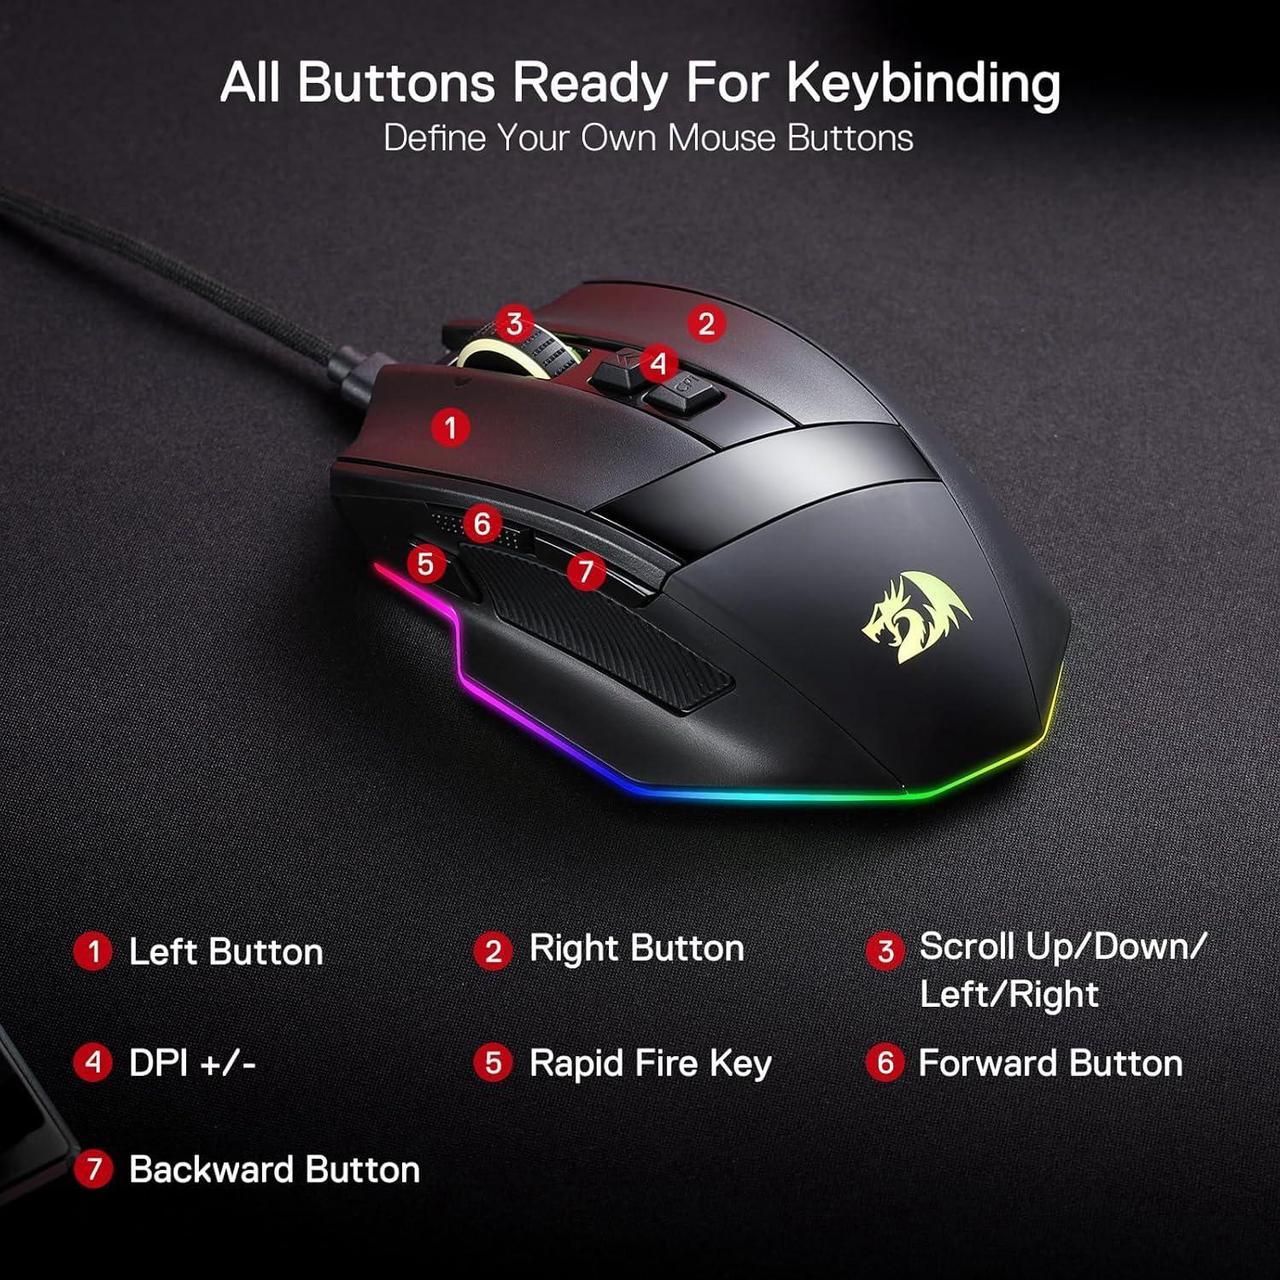 All Buttons Ready For Keybinding
Define Your Own Mouse Buttons
3
2
4
CPI
1
6
5
7
1 Left Button
2 Right Button
3 Scroll Up/Down/
Left/Right
4 DPI +/-
5 Rapid Fire Key
6 Forward Button
7 Backward Button